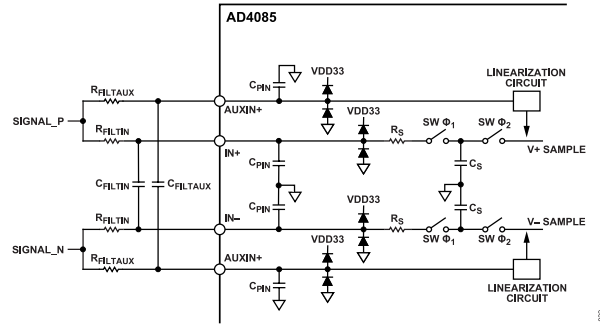 AD4085
LINEARIZATION
CIRCUIT
CPIN
VDD33
RFILTAUX
AUXIN+
SIGNAL_P
RFILTIN
VDD33
RS
SW Φ1
SW Φ2
IN+
V+ SAMPLE
CPIN
CS
CFILTIN
CFILTAUX
CPIN
CS
VDD33
RFILTIN
RS
V– SAMPLE
IN–
SW Φ1
SW Φ2
SIGNAL_N
VDD33
RFILTAUX
AUXIN+
CPIN
LINEARIZATION
CIRCUIT